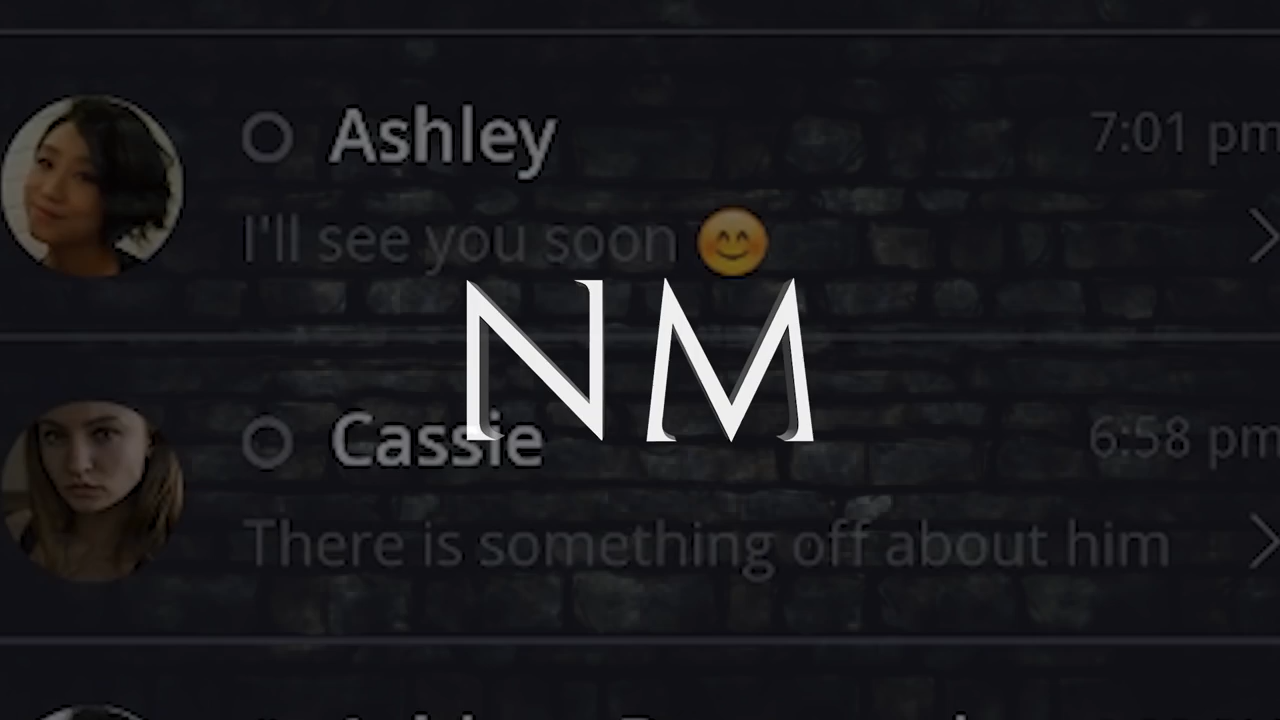 Ashley
7:01 pm
I'll see you soon 😊
NM
Cassie
6:58 pm
There is something off about him